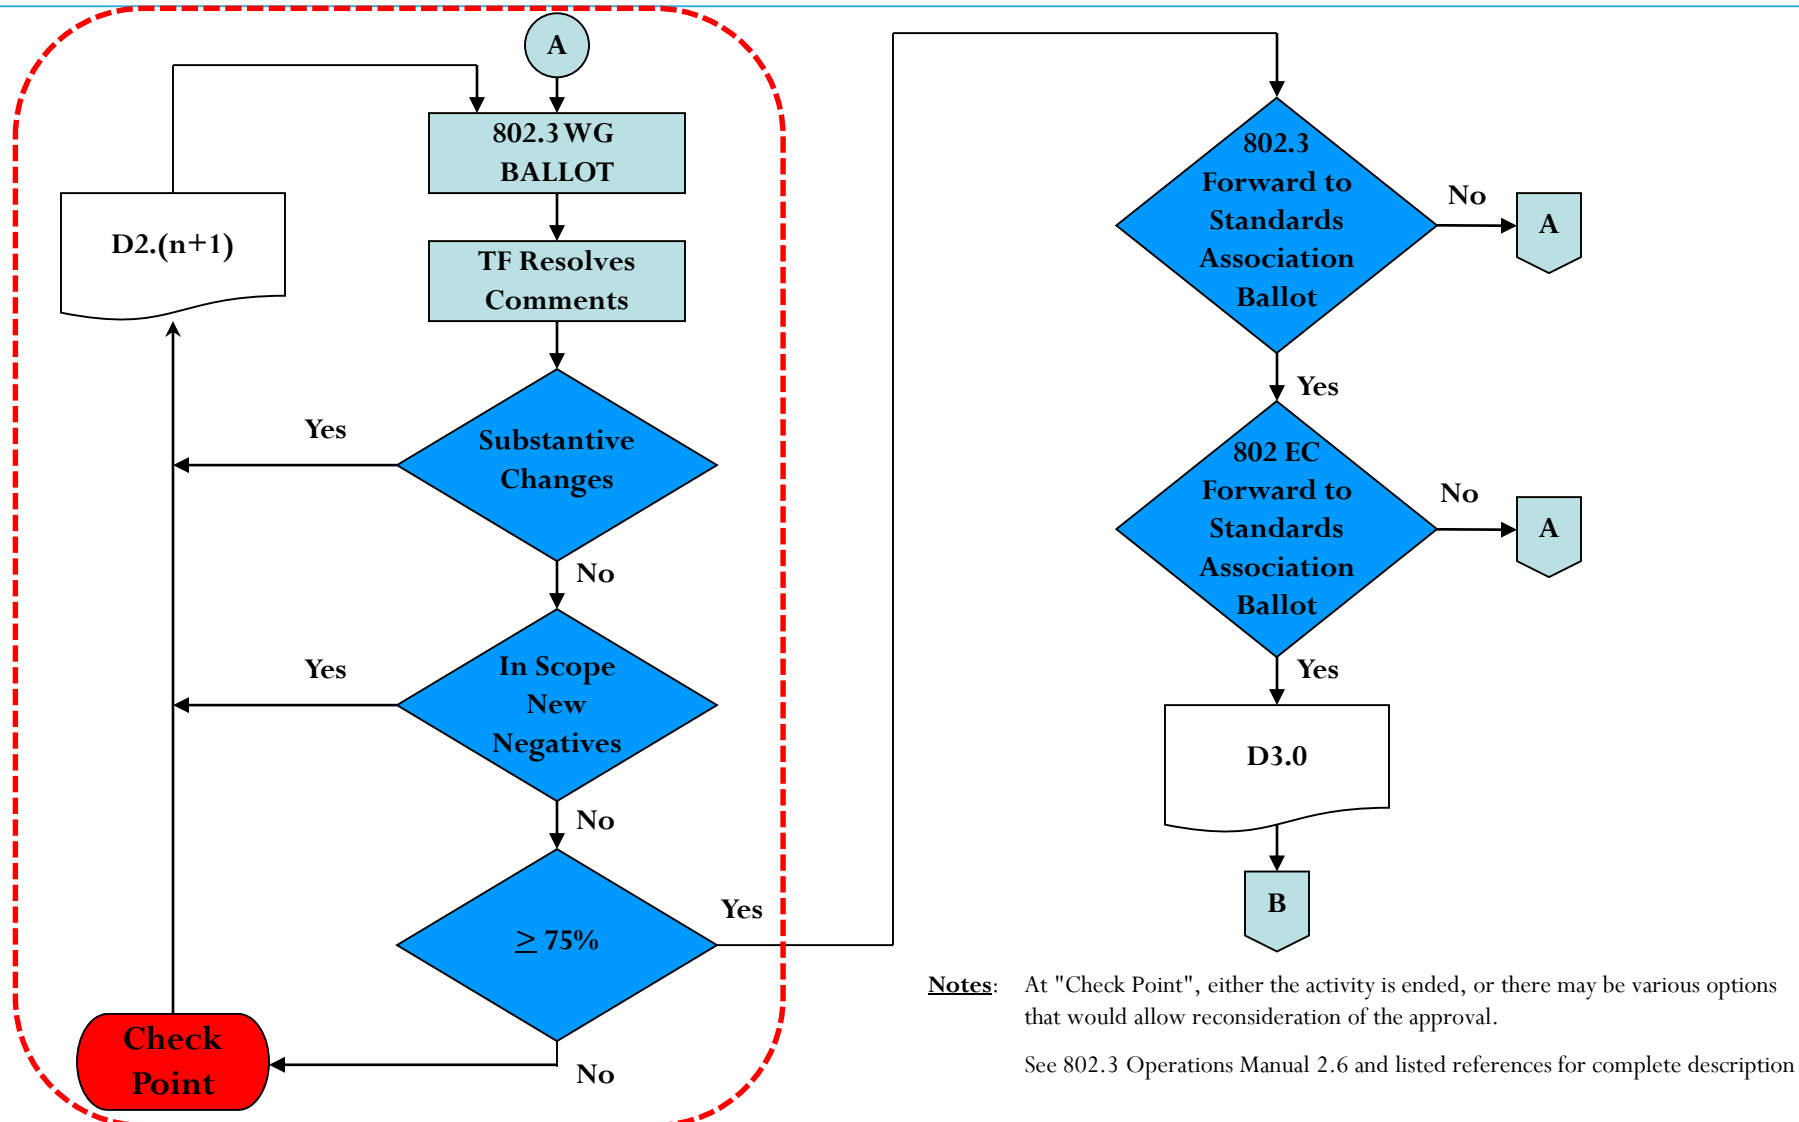 A
802.3 WG
BALLOT
D2.(n+1)
TF Resolves
Comments
Yes
Substantive
Changes
No
Yes
In Scope
New
Negatives
No
≥ 75%
Yes
Check
Point
No
802.3
Forward to
Standards
Association
Ballot
No
A
Yes
802 EC
Forward to
Standards
Association
Ballot
No
A
Yes
D3.0
B
Notes: At "Check Point", either the activity is ended, or there may be various options
that would allow reconsideration of the approval.
See 802.3 Operations Manual 2.6 and listed references for complete description